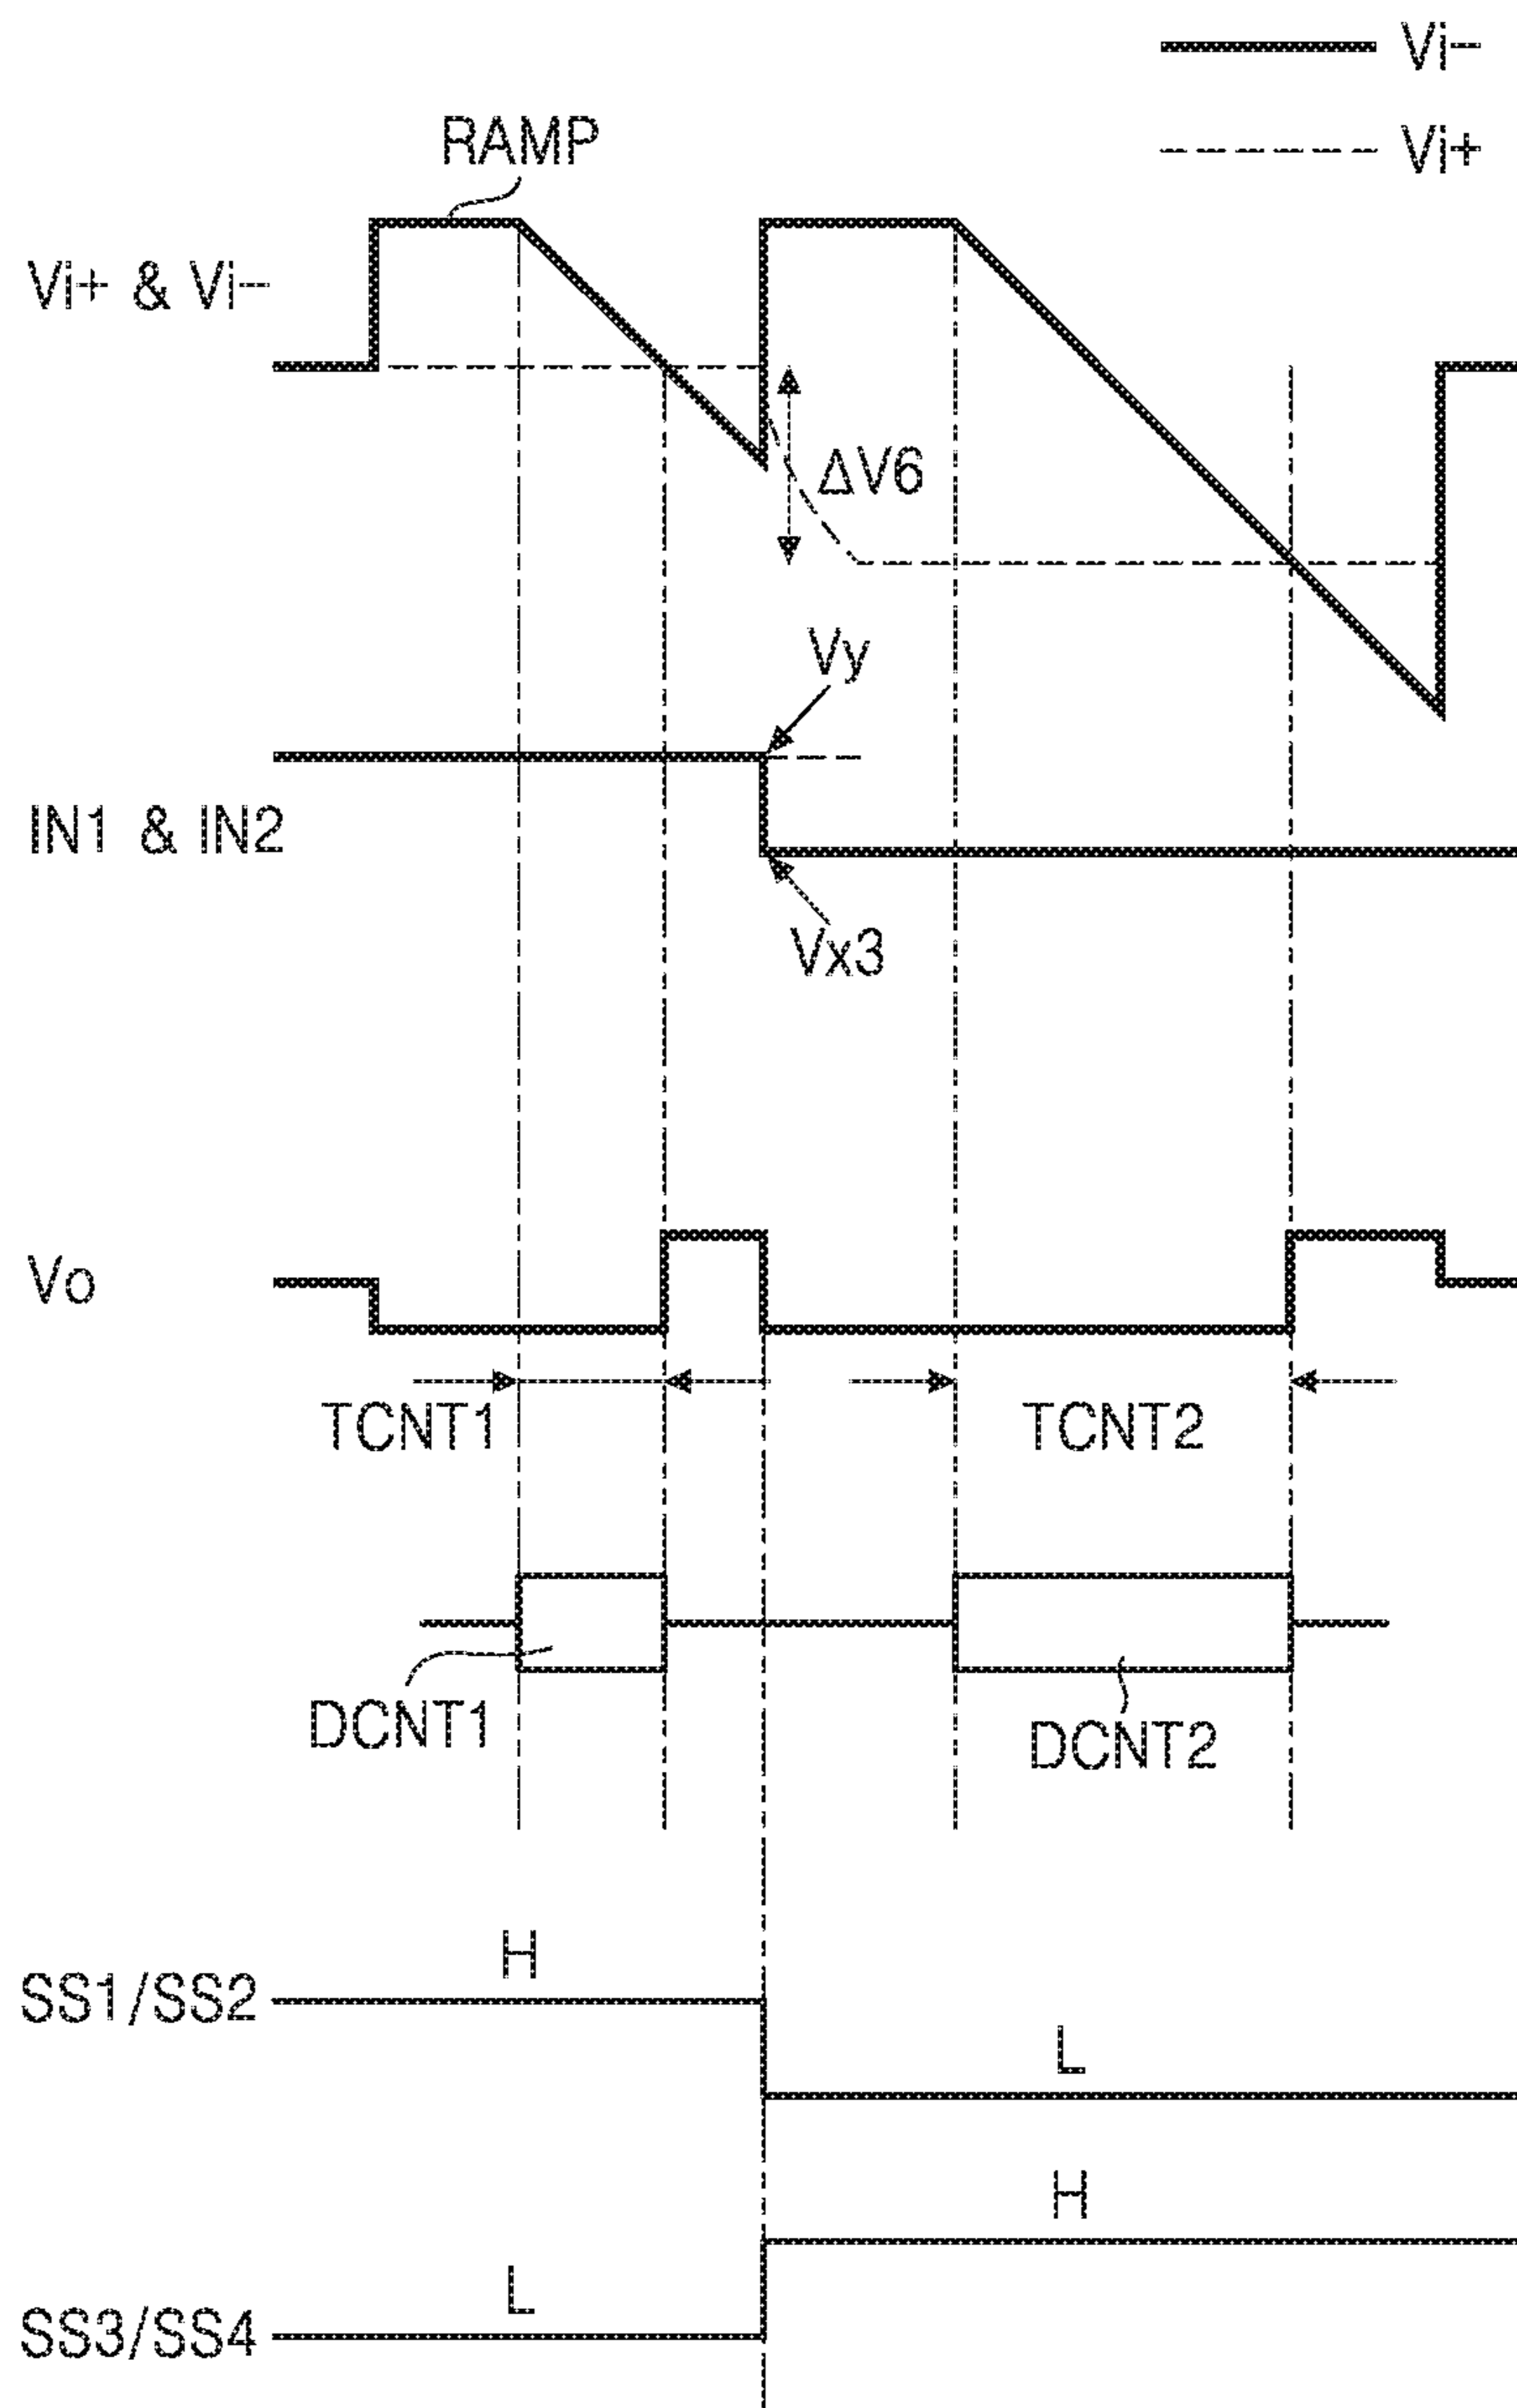 Vi−
Vi+
RAMP
Vi+ & Vi−
ΔV6
Vy
IN1 & IN2
Vx3
Vo
TCNT1
TCNT2
DCNT1
DCNT2
H
SS1/SS2
L
H
L
SS3/SS4